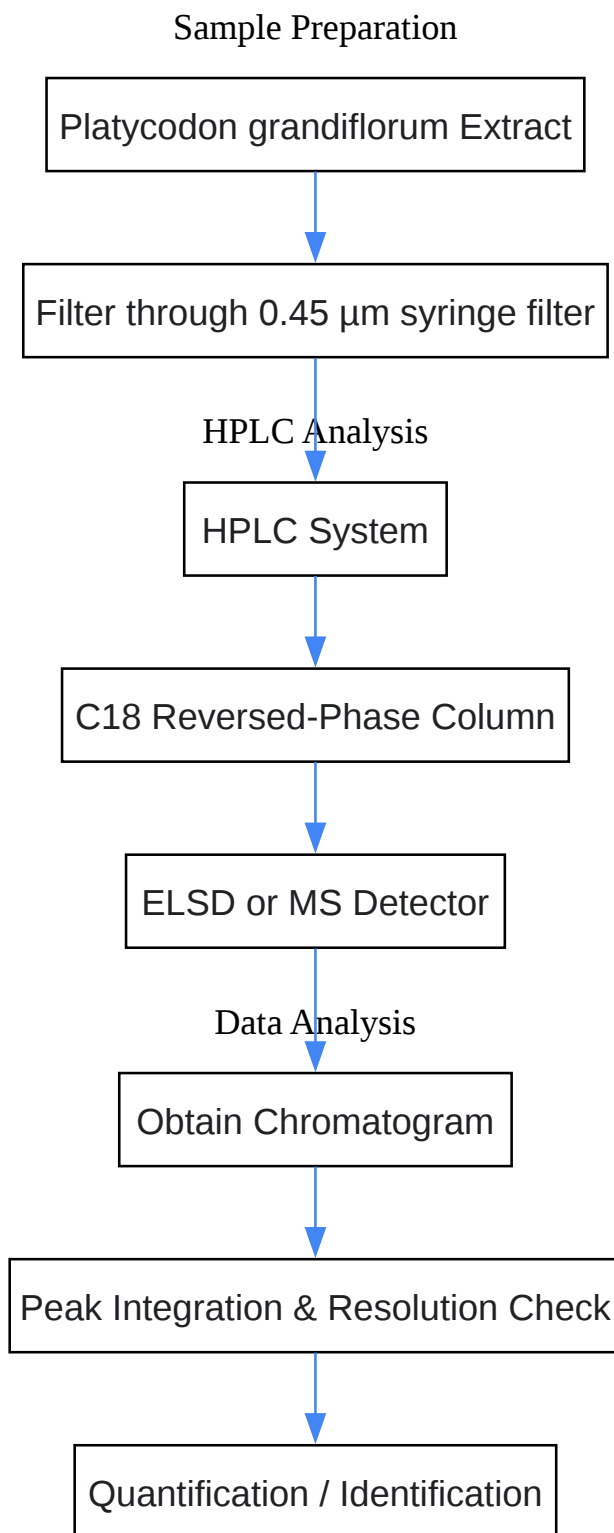 Sample Preparation
Platycodon grandiflorum Extract
Filter through 0.45 µm syringe filter
HPLC Analysis
HPLC System
C18 Reversed-Phase Column
ELSD or MS Detector
Data Analysis
Obtain Chromatogram
Peak Integration & Resolution Check
Quantification / Identification